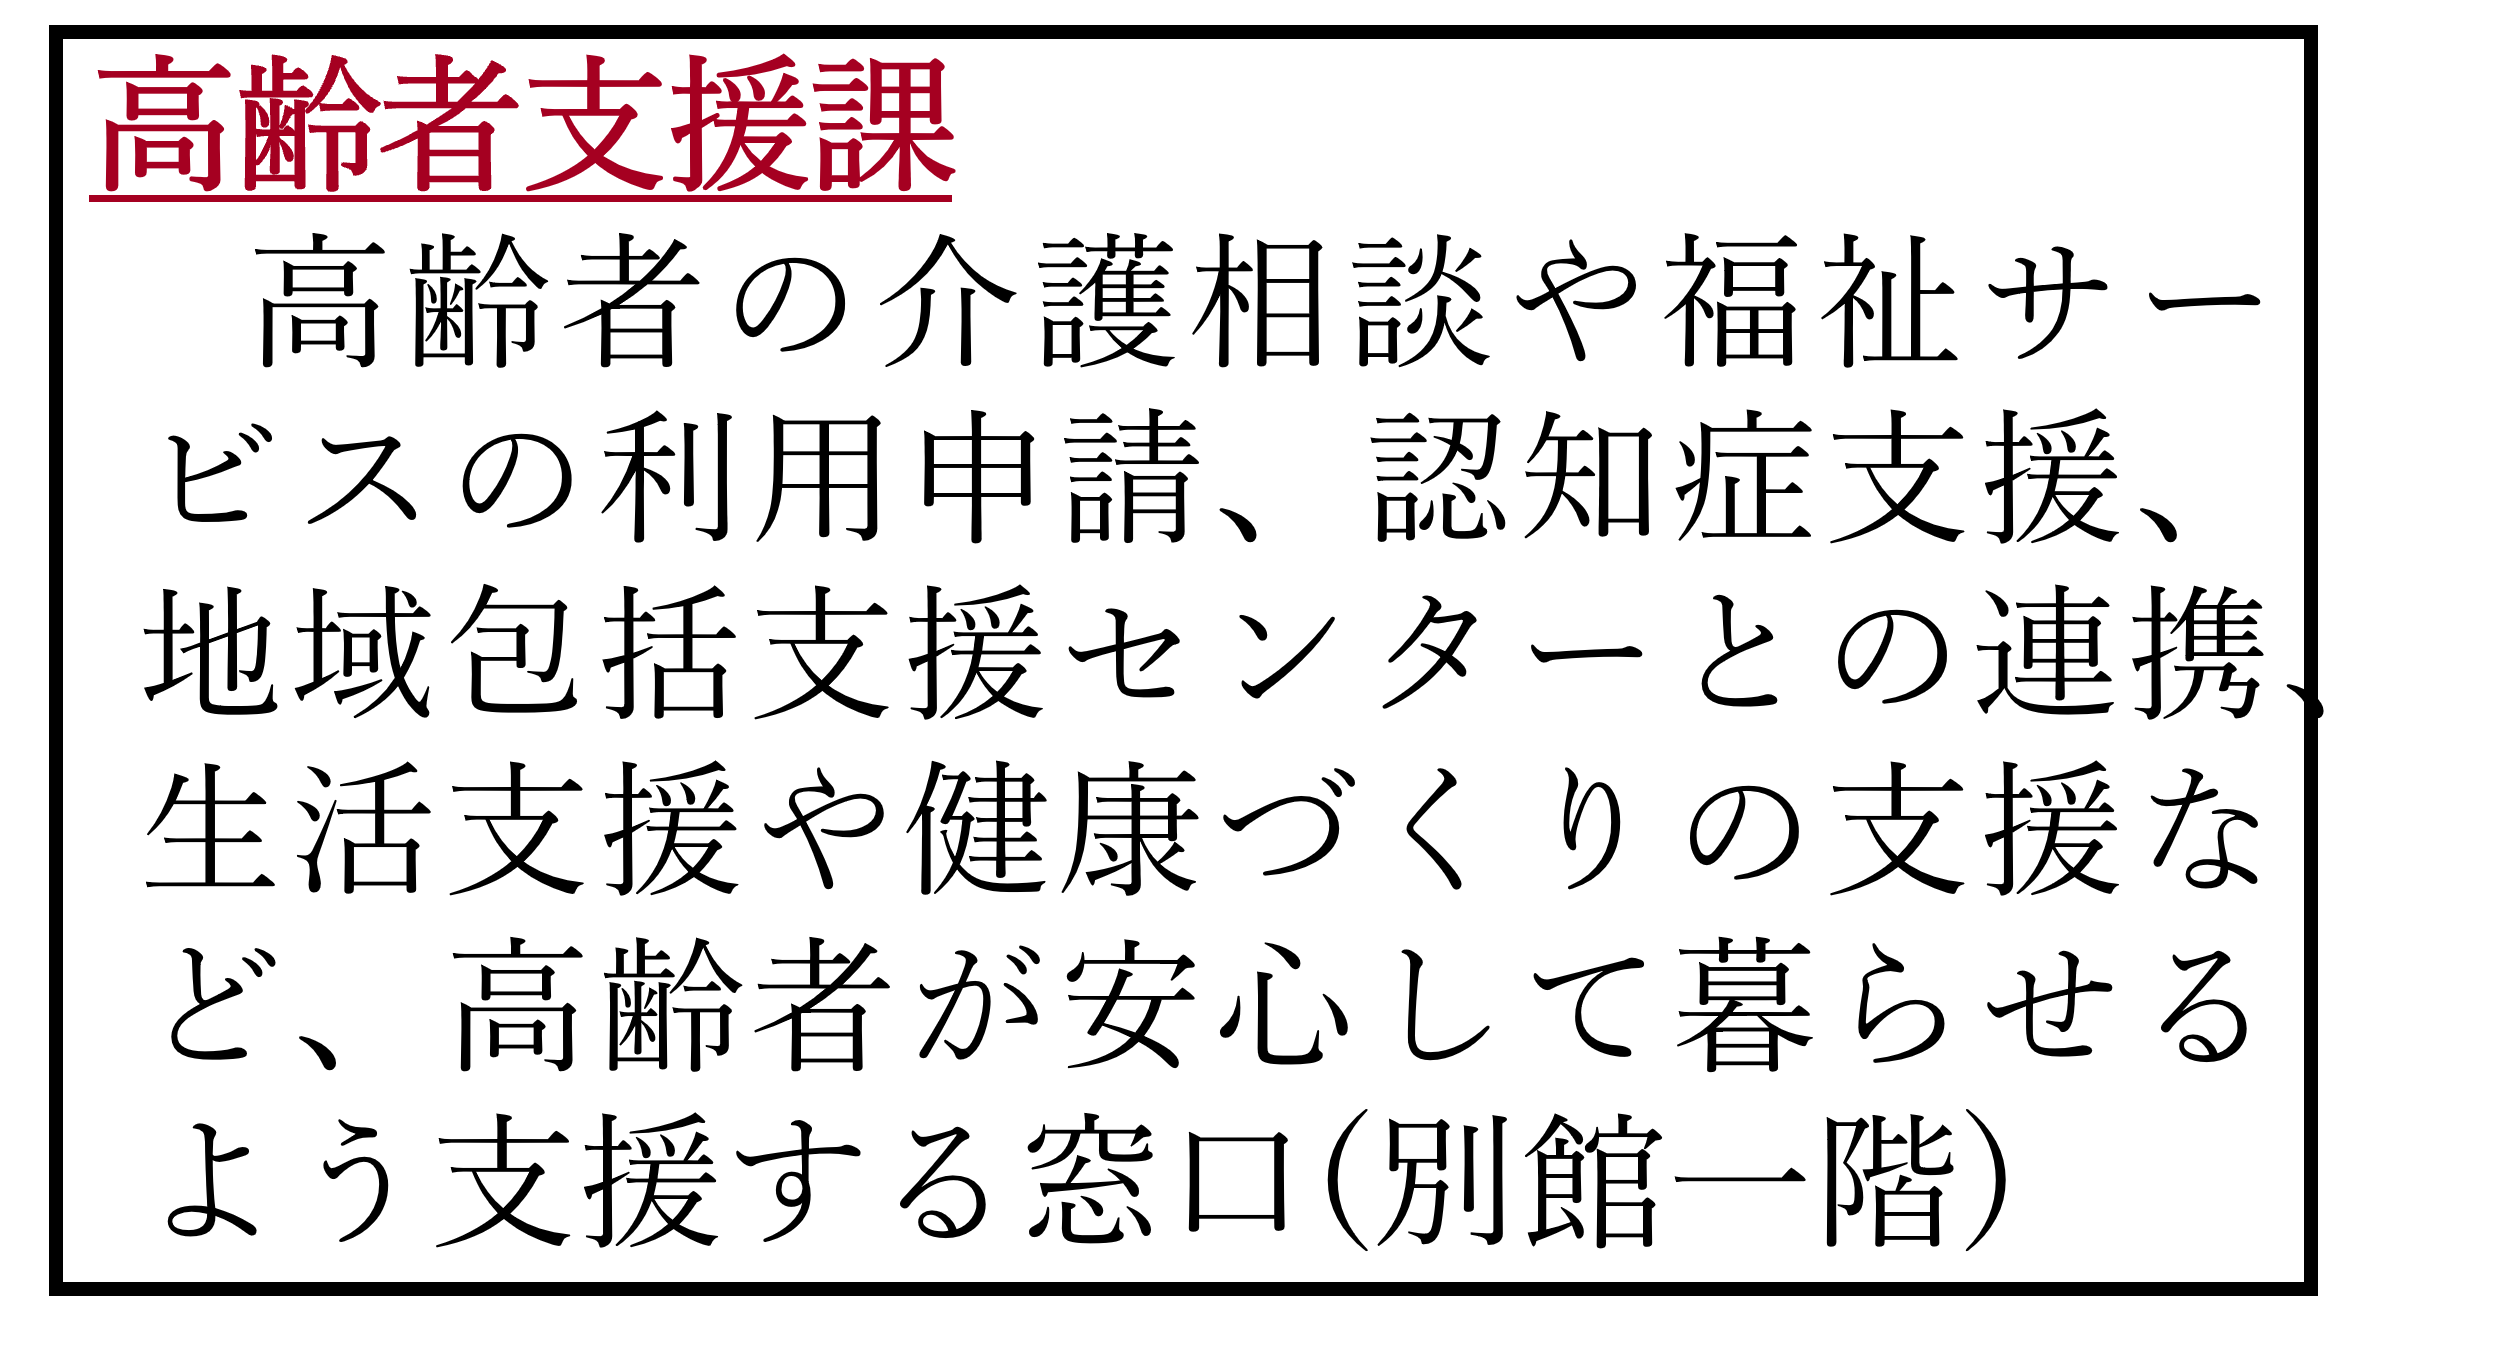 高齢者支援課
高齢者の介護相談や福祉サー
ビスの利用申請、認知症支援、
地域包括支援センターとの連携、
生活支援や健康づくりの支援な
ど、高齢者が安心して暮らせる
よう支援する窓口(別館一階)